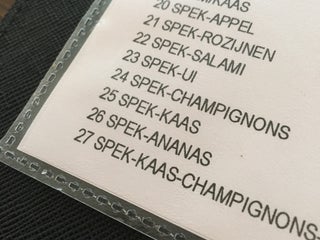 20 SPEK-APPEL
21 SPEK-ROZIJNEN
22 SPEK-SALAMI
23 SPEK-UI
24 SPEK-CHAMPIGNONS
25 SPEK-KAAS
26 SPEK-ANANAS
27 SPEK-KAAS-CHAMPIGNONS-